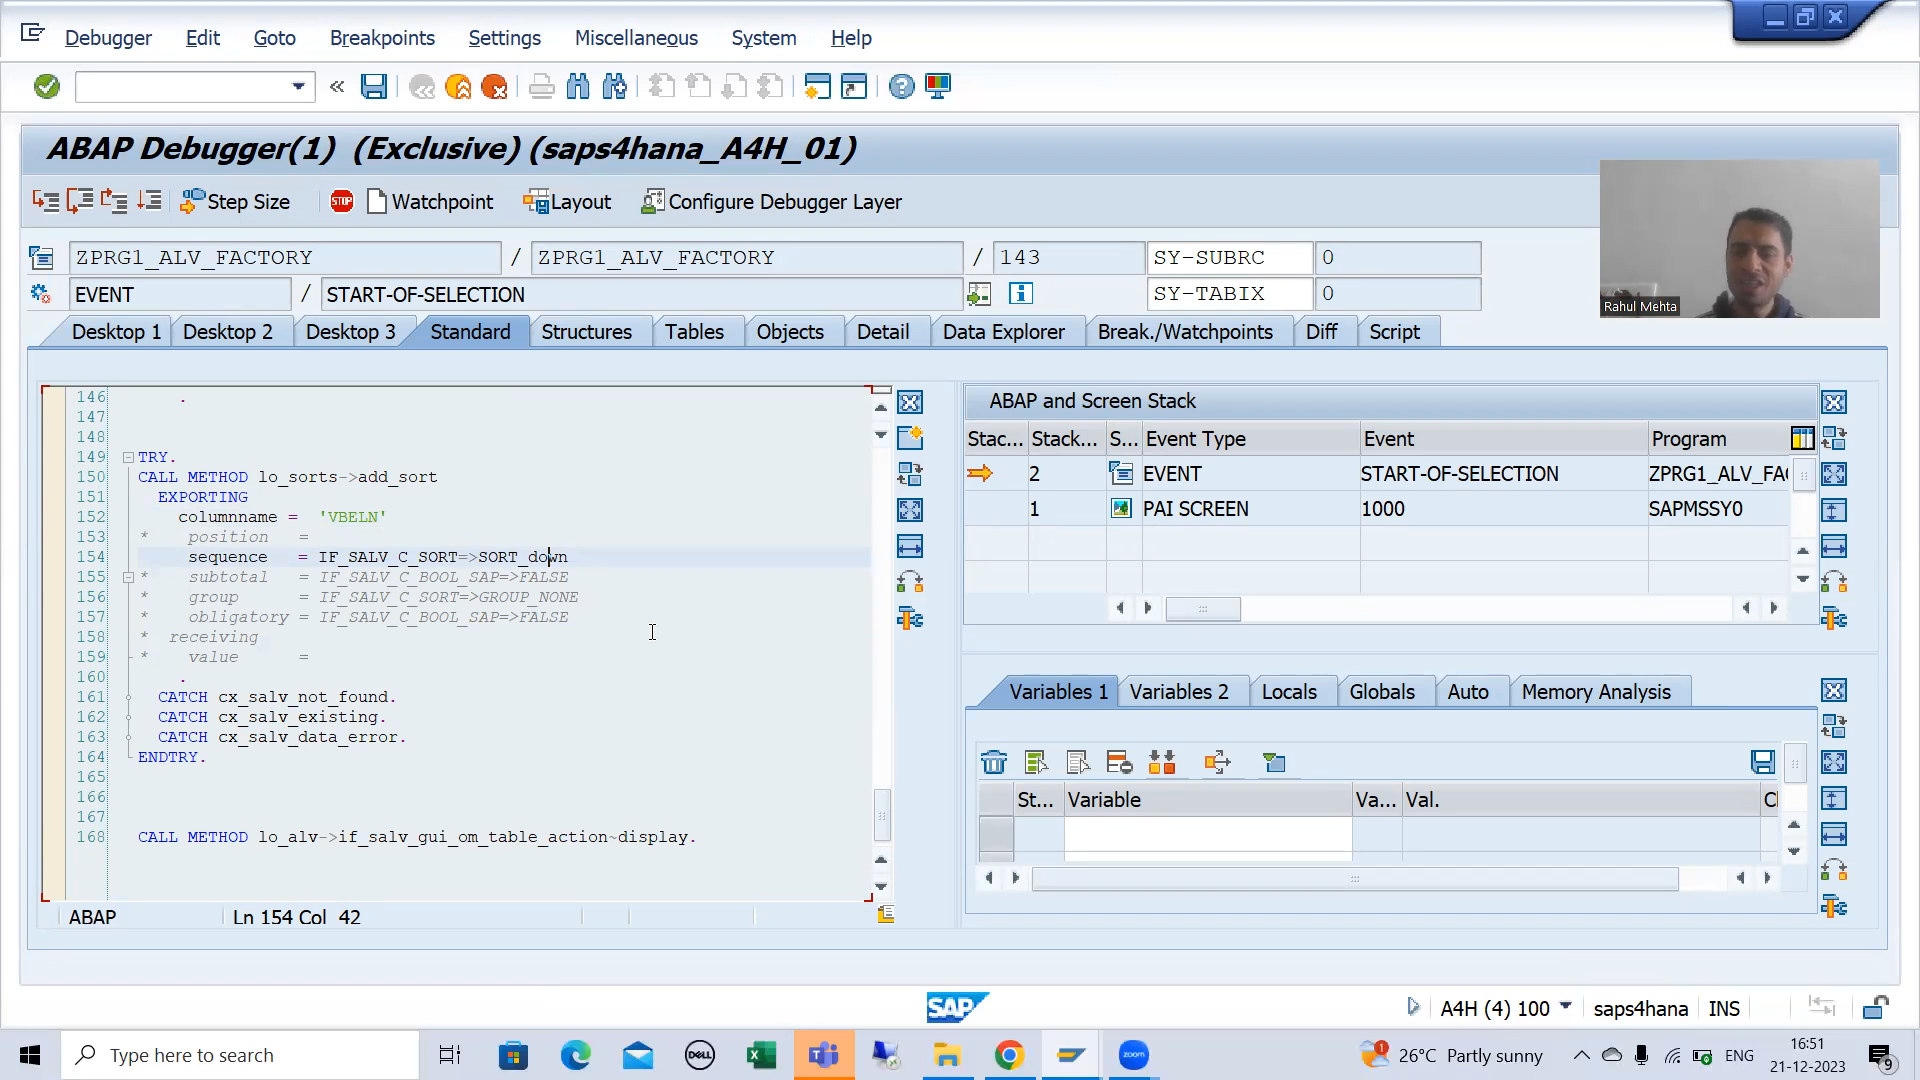 Debugger Edit Goto Breakpoints Settings Miscellaneous System Help
ABAP Debugger(1) (Exclusive) (saps4hana_A4H_01)
Step Size STOP Watchpoint Layout Configure Debugger Layer
ZPRG1_ALV_FACTORY / ZPRG1_ALV_FACTORY / 143 SY-SUBRC 0
EVENT / START-OF-SELECTION SY-TABIX 0
Rahul Mehta
Desktop 1 Desktop 2 Desktop 3 Standard Structures Tables Objects Detail Data Explorer Break./Watchpoints Diff Script
146 .
147
148
149 TRY.
150 CALL METHOD lo_sorts->add_sort
151 EXPORTING
152 columnname = 'VBELN'
153 * position =
154 sequence = IF_SALV_C_SORT=>SORT_down
155 * subtotal = IF_SALV_C_BOOL_SAP=>FALSE
156 * group = IF_SALV_C_SORT=>GROUP_NONE
157 * obligatory = IF_SALV_C_BOOL_SAP=>FALSE
158 * receiving
159 * value =
160 .
161 CATCH cx_salv_not_found.
162 CATCH cx_salv_existing.
163 CATCH cx_salv_data_error.
164 ENDTRY.
165
166
167
168 CALL METHOD lo_alv->if_salv_gui_om_table_action~display.
ABAP Ln 154 Col 42
ABAP and Screen Stack
Stac... Stack... S... Event Type Event Program
2 EVENT START-OF-SELECTION ZPRG1_ALV_FA
1 PAI SCREEN 1000 SAPMSSY0
Variables 1 Variables 2 Locals Globals Auto Memory Analysis
St... Variable Va... Val. C
SAP A4H (4) 100 saps4hana INS
Type here to search
DELL
zoom
1 26°C Partly sunny ENG
16:51
21-12-2023
9